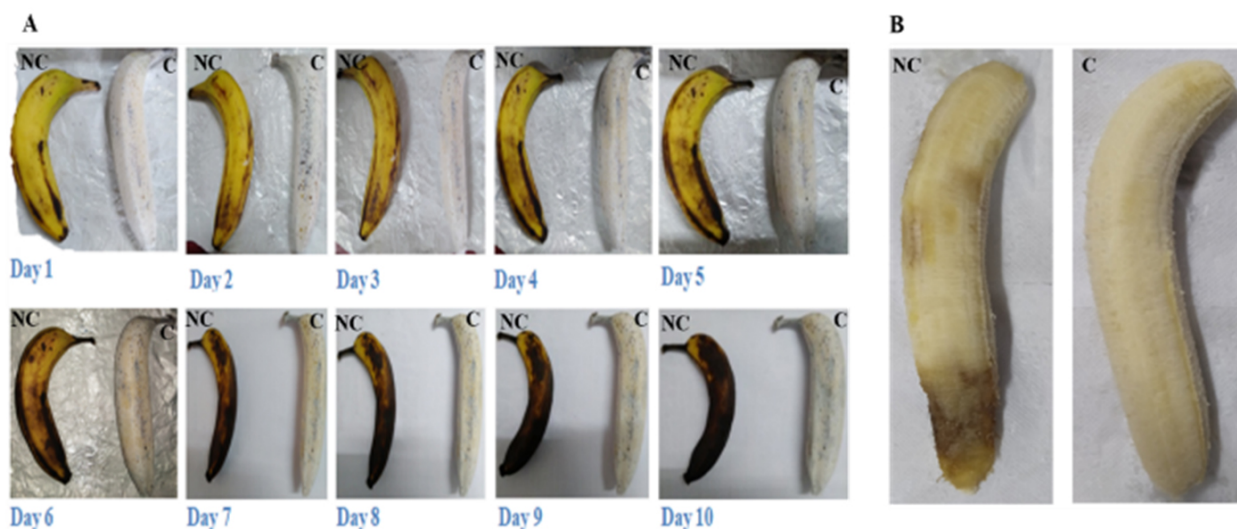 A
B
NC C
NC C
NC C
NC C
NC C
NC
C
Day 1
Day 2
Day 3
Day 4
Day 5
NC C
NC C
NC C
NC C
NC C
Day 6
Day 7
Day 8
Day 9
Day 10